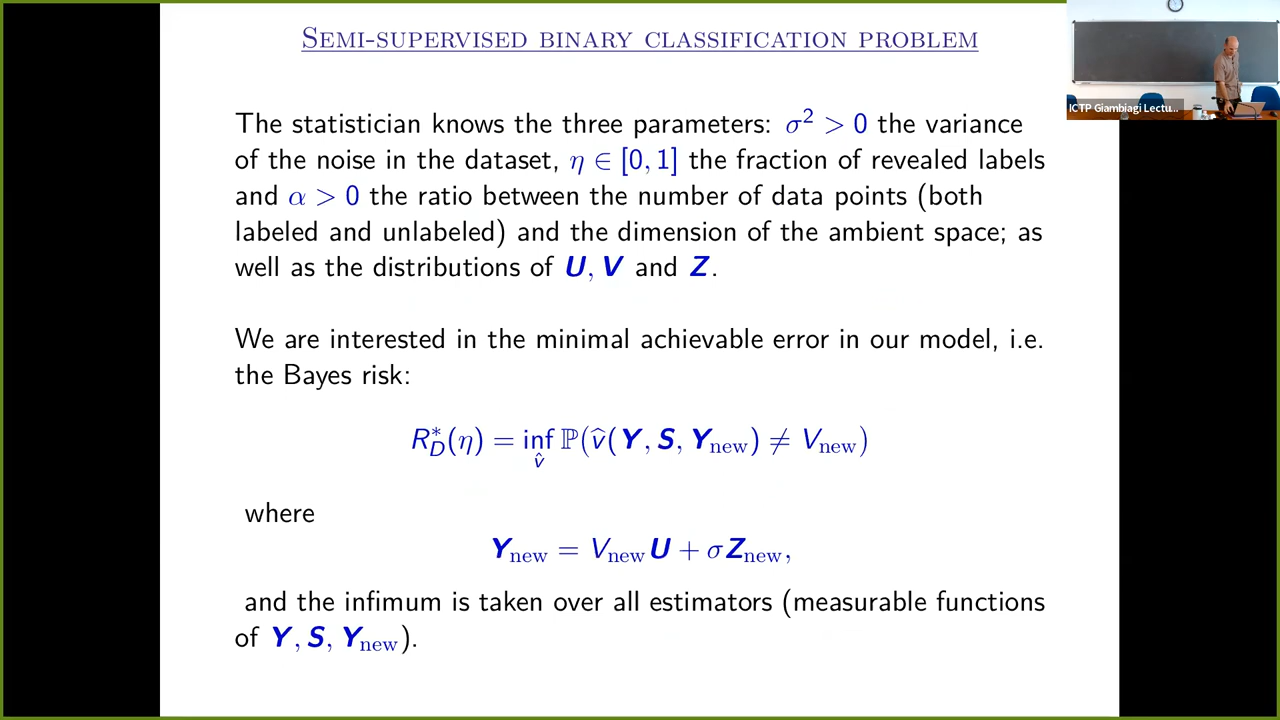 SEMI-SUPERVISED BINARY CLASSIFICATION PROBLEM
The statistician knows the three parameters: σ² > 0 the variance
of the noise in the dataset, η ∈ [0, 1] the fraction of revealed labels
and α > 0 the ratio between the number of data points (both
labeled and unlabeled) and the dimension of the ambient space; as
well as the distributions of U, V and Z.
We are interested in the minimal achievable error in our model, i.e.
the Bayes risk:
R*_D(η) = inf_v̂ ℙ(v̂(Y, S, Y_new) ≠ V_new)
where
Y_new = V_new U + σZ_new,
and the infimum is taken over all estimators (measurable functions
of Y, S, Y_new).
ICTP Giambiagi Lectu...